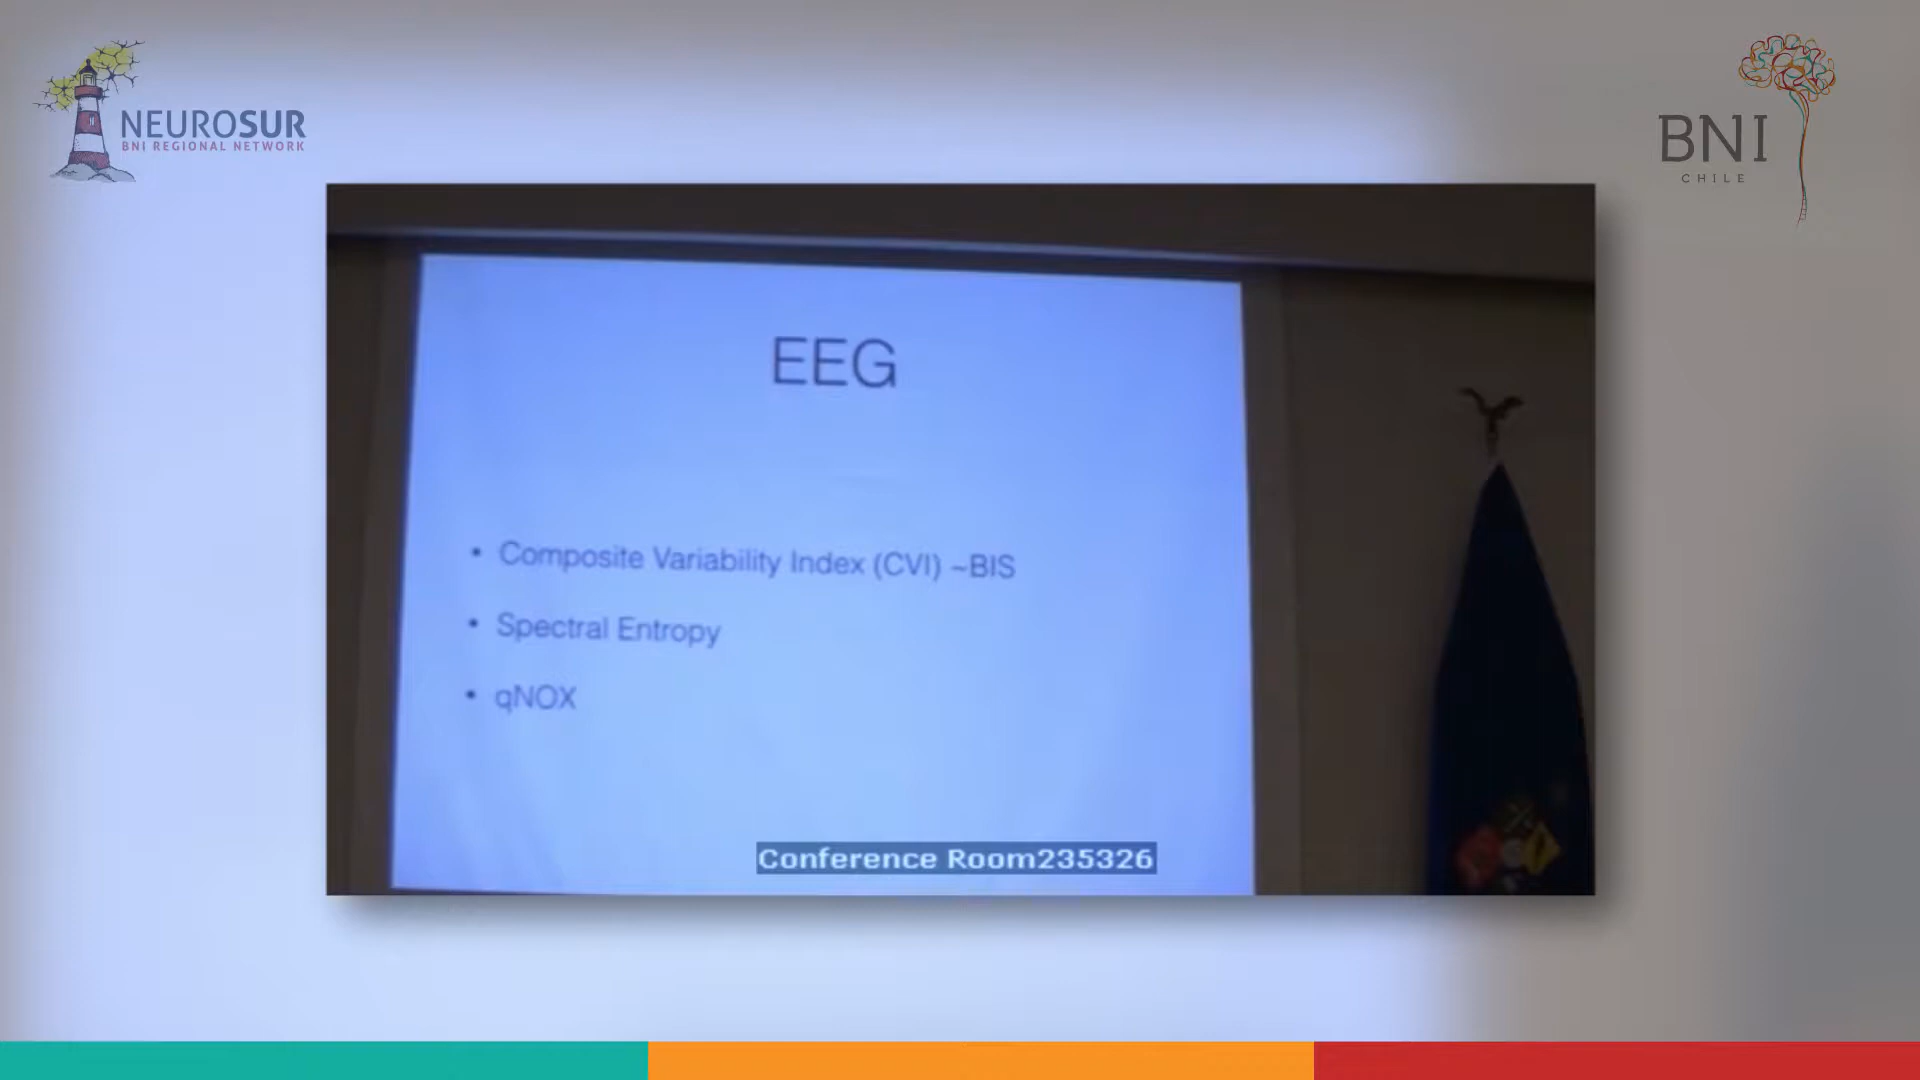 NEUROSUR
BNI REGIONAL NETWORK
BNI
CHILE
EEG
• Composite Variability Index (CVI) ~BIS
• Spectral Entropy
• qNOX
Conference Room235326